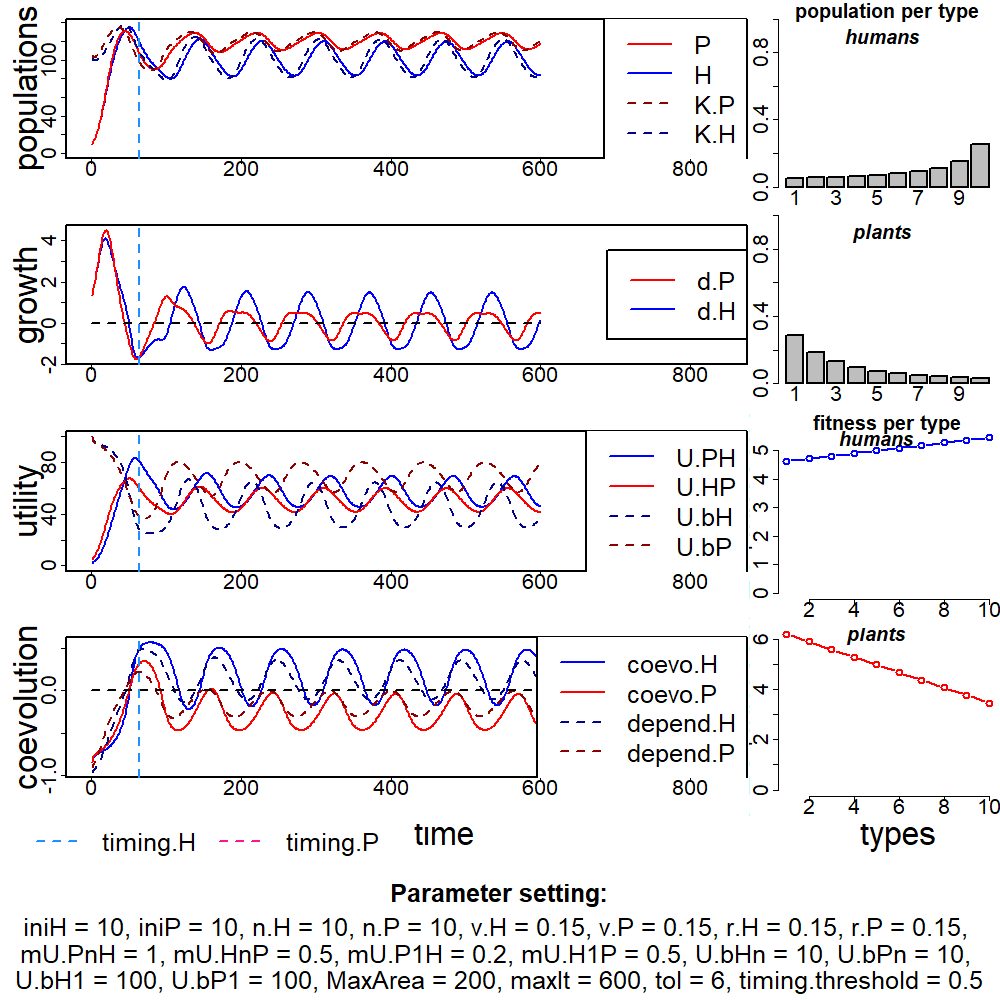 populations
0
40
100
0
200
400
600
800
P
H
K.P
K.H
population per type
humans
0.0
0.4
0.8
1
3
5
7
9
growth
-2
0
2
4
0
200
400
600
800
d.P
d.H
plants
0.0
0.4
0.8
1
3
5
7
9
utility
0
40
80
0
200
400
600
800
U.PH
U.HP
U.bH
U.bP
fitness per type
humans
0
1
2
3
4
5
2
4
6
8
10
coevolution
-1.0
0.0
0
200
400
600
800
coevo.H
coevo.P
depend.H
depend.P
plants
0
2
4
6
2
4
6
8
10
timing.H
timing.P
time
types
Parameter setting:
iniH = 10, iniP = 10, n.H = 10, n.P = 10, v.H = 0.15, v.P = 0.15, r.H = 0.15, r.P = 0.15,
mU.PnH = 1, mU.HnP = 0.5, mU.P1H = 0.2, mU.H1P = 0.5, U.bHn = 10, U.bPn = 10,
U.bH1 = 100, U.bP1 = 100, MaxArea = 200, maxIt = 600, tol = 6, timing.threshold = 0.5